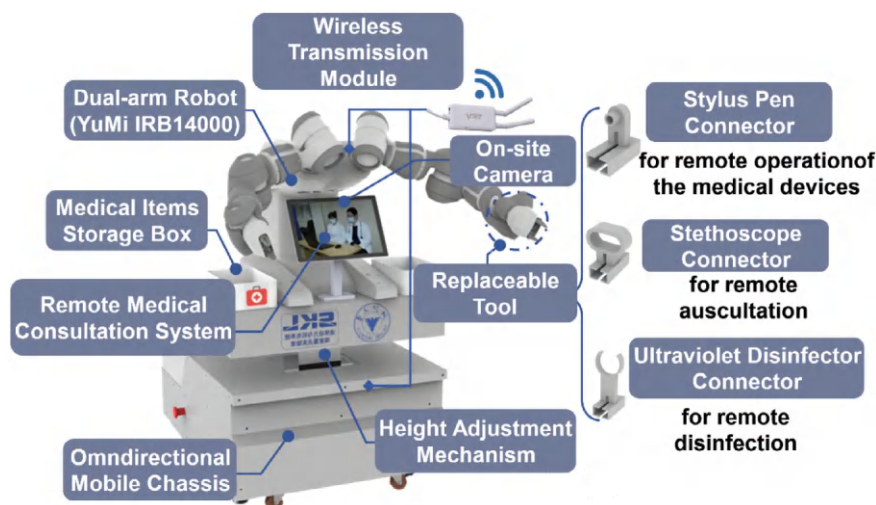 Wireless
Transmission
Module
Dual-arm Robot
(YuMi IRB14000)
On-site
Camera
Medical Items
Storage Box
Remote Medical
Consultation System
Replaceable
Tool
Height Adjustment
Mechanism
Omndirectional
Mobile Chassis
Stylus Pen
Connector
for remote operationof
the medical devices
Stethoscope
Connector
for remote
auscultation
Ultraviolet Disinfector
Connector
for remote
disinfection